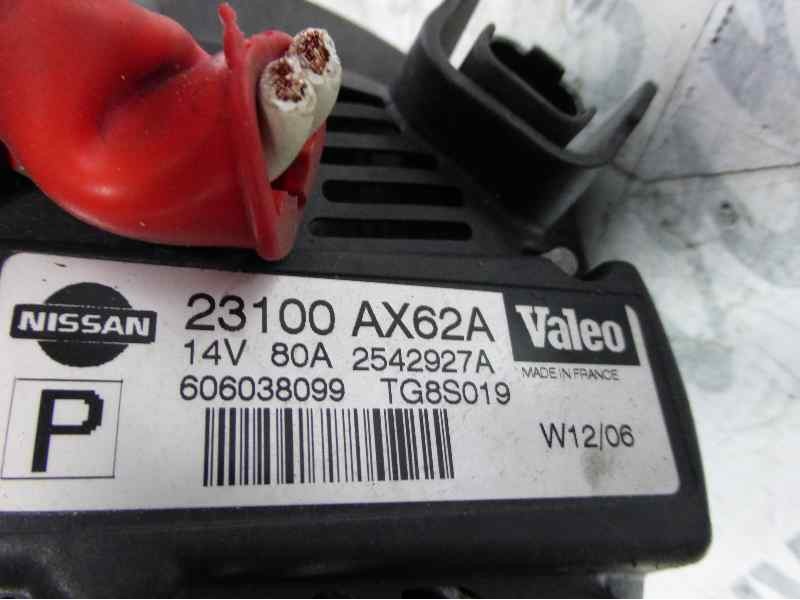 NISSAN
23100 AX62A
Valeo
14V 80A 2542927A
MADE IN FRANCE
606038099 TG8S019
P
W12/06